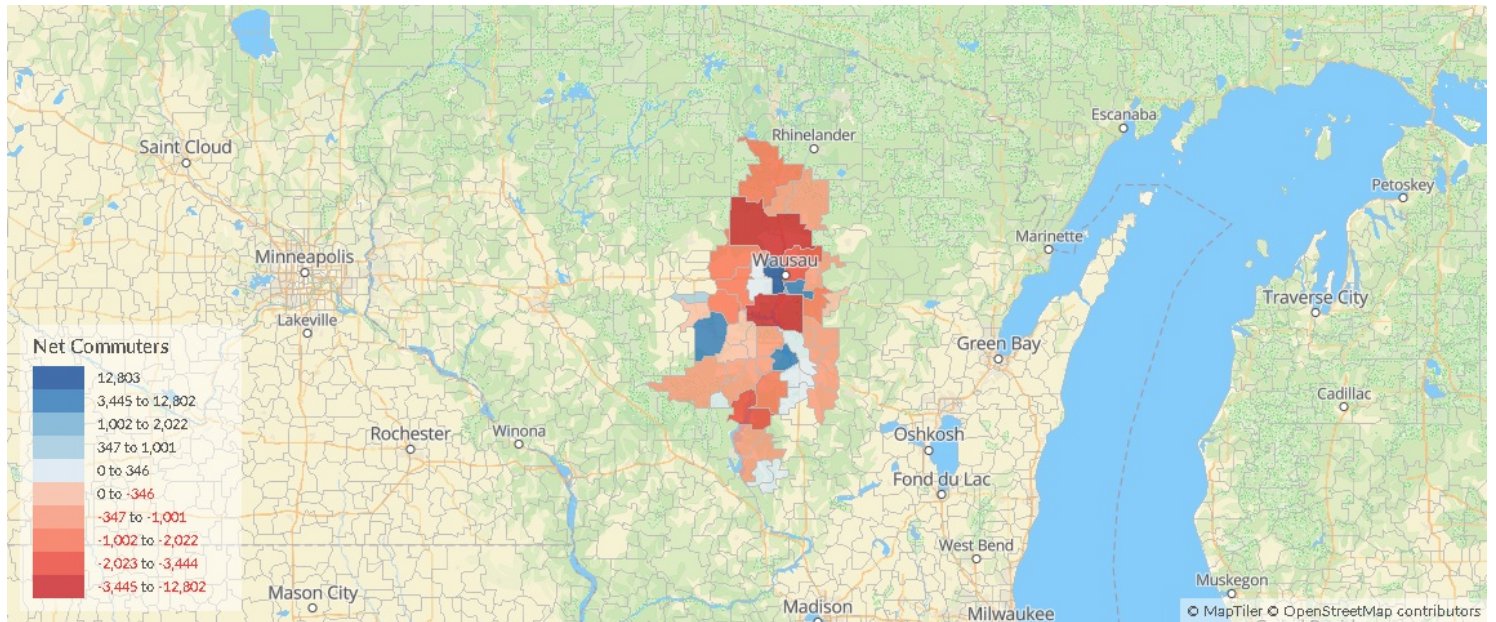 Escanaba
Rhinelander
Saint Cloud
Petoskey
Marinette
Minneapolis
Wausau
Traverse City
Lakeville
Green Bay
Net Commuters
12,803
3,445 to 12,802
1,002 to 2,022
347 to 1,001
0 to 346
0 to -346
-347 to -1,001
-1,002 to -2,022
-2,023 to -3,444
-3,445 to -12,802
Cadillac
Rochester
Winona
Oshkosh
Fond du Lac
West Bend
Muskegon
Mason City
Madison
Milwaukee
© MapTiler © OpenStreetMap contributors